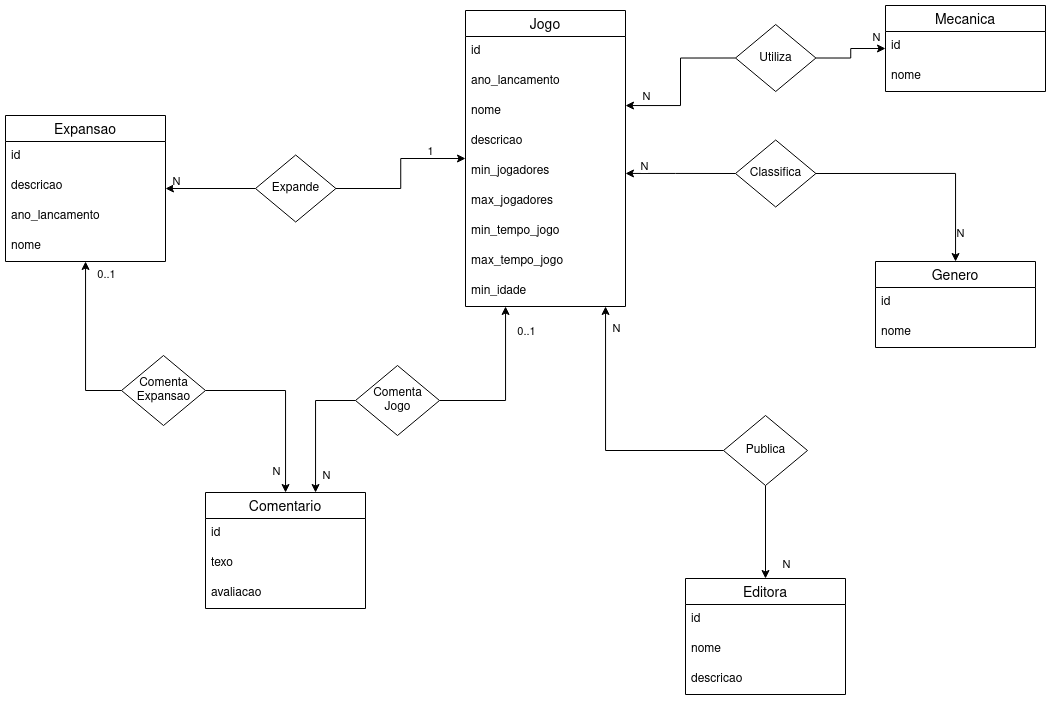 Jogo
id
ano_lancamento
nome
descricao
min_jogadores
max_jogadores
min_tempo_jogo
max_tempo_jogo
min_idade
Mecanica
id
nome
Utiliza
N
N
Expansao
id
descricao
ano_lancamento
nome
Expande
N
1
Classifica
N
N
Genero
id
nome
0..1
Comenta
Expansao
N
0..1
Comenta
Jogo
N
Comentario
id
texo
avaliacao
N
Publica
N
Editora
id
nome
descricao